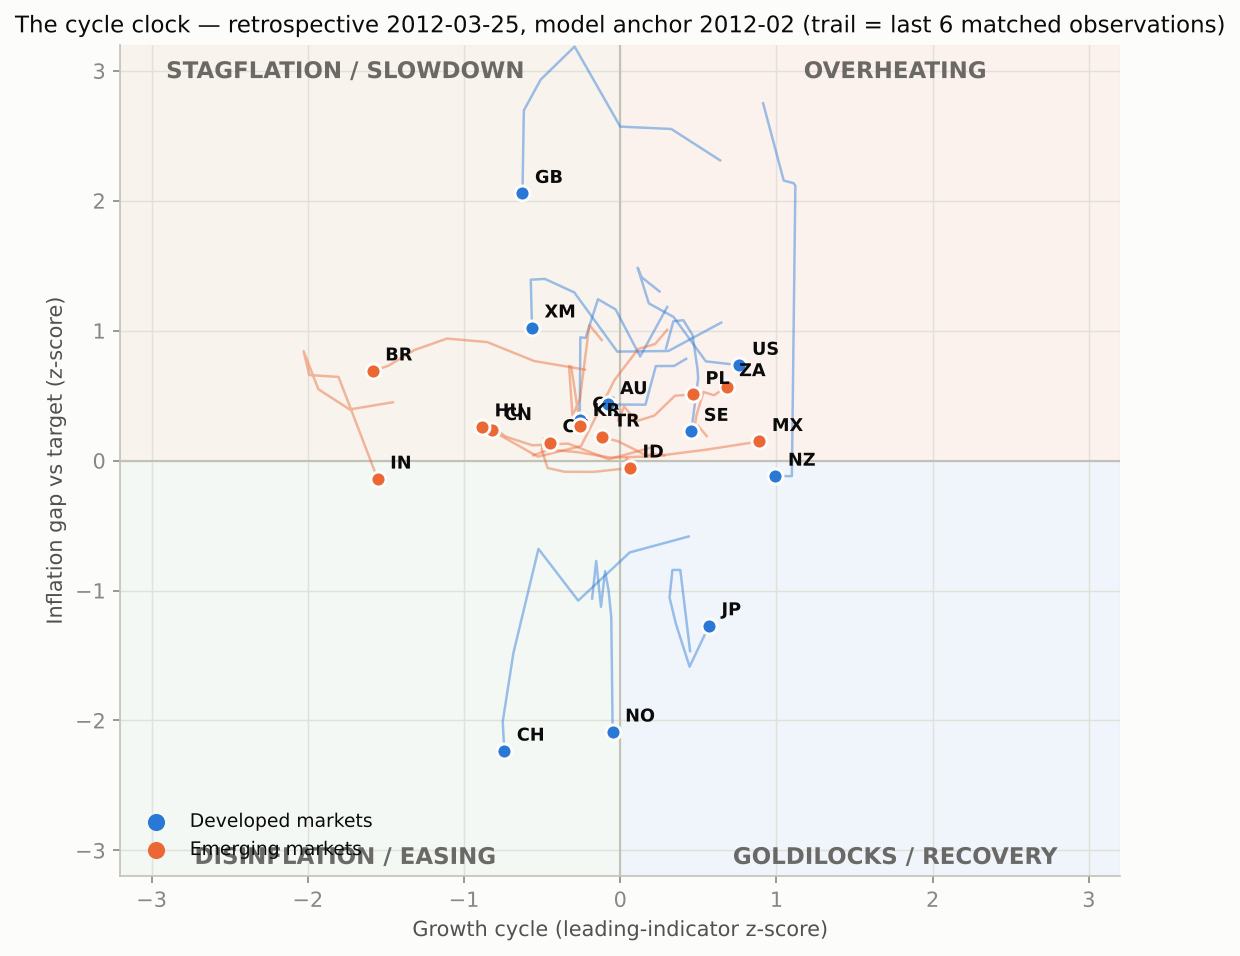 The cycle clock — retrospective 2012-03-25, model anchor 2012-02 (trail = last 6 matched observations)
STAGFLATION / SLOWDOWN
OVERHEATING
3
2
1
0
−1
−2
−3
Inflation gap vs target (z-score)
GB
XM
US
BR
ZA
PL
AU
HU
CN
KR
TR
SE
MX
ID
NZ
IN
JP
NO
CH
Developed markets
Emerging markets
DISINFLATION / EASING
GOLDILOCKS / RECOVERY
−3
−2
−1
0
1
2
3
Growth cycle (leading-indicator z-score)